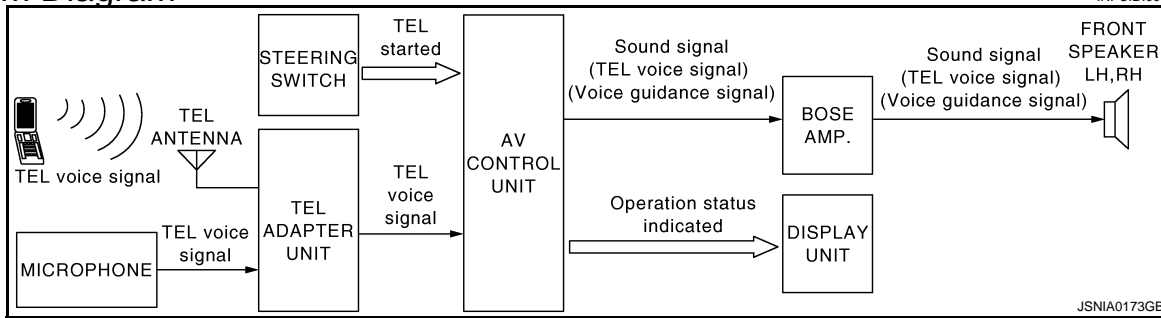 Diagram
STEERING
SWITCH
TEL
started
TEL
ANTENNA
TEL voice signal
MICROPHONE
TEL voice
signal
TEL
ADAPTER
UNIT
TEL
voice
signal
AV
CONTROL
UNIT
Sound signal
(TEL voice signal)
(Voice guidance signal)
BOSE
AMP.
Sound signal
(TEL voice signal)
(Voice guidance signal)
FRONT
SPEAKER
LH,RH
Operation status
indicated
DISPLAY
UNIT
JSNIA0173GB